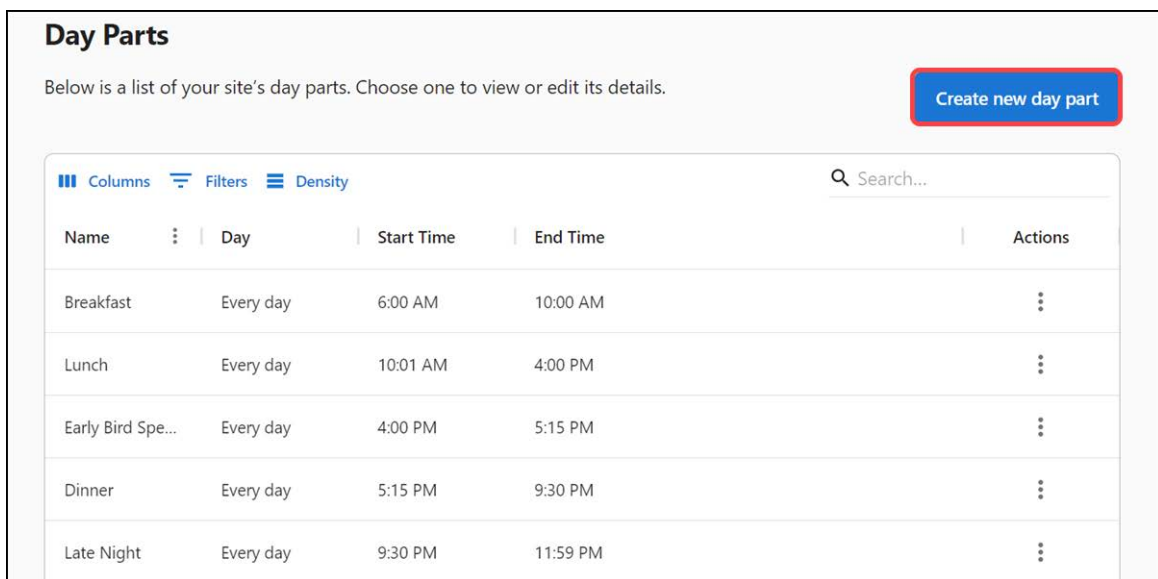 Day Parts
Below is a list of your site’s day parts. Choose one to view or edit its details.
Create new day part
Columns Filters Density Search...
Name Day Start Time End Time Actions
Breakfast Every day 6:00 AM 10:00 AM
Lunch Every day 10:01 AM 4:00 PM
Early Bird Spe... Every day 4:00 PM 5:15 PM
Dinner Every day 5:15 PM 9:30 PM
Late Night Every day 9:30 PM 11:59 PM